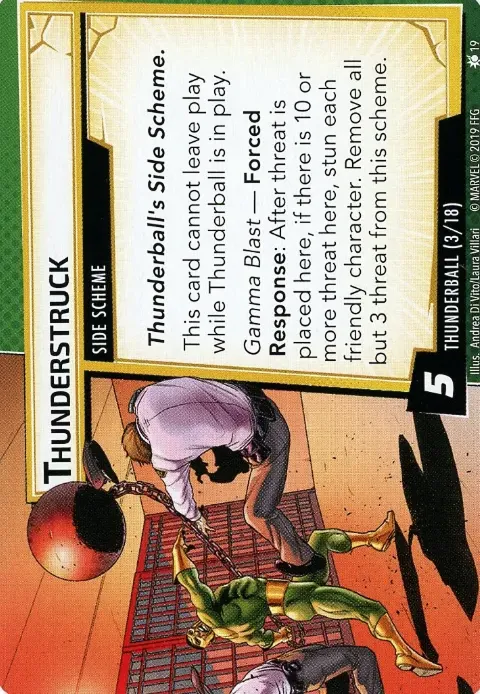 THUNDERSTRUCK
SIDE SCHEME
Thunderball's Side Scheme.
This card cannot leave play
while Thunderball is in play.
Gamma Blast — Forced
Response: After threat is
placed here, if there is 10 or
more threat here, stun each
friendly character. Remove all
but 3 threat from this scheme.
5
THUNDERBALL (3/18)
Illus. Andrea Di Vito/Laura Villari © MARVEL © 2019 FFG 19